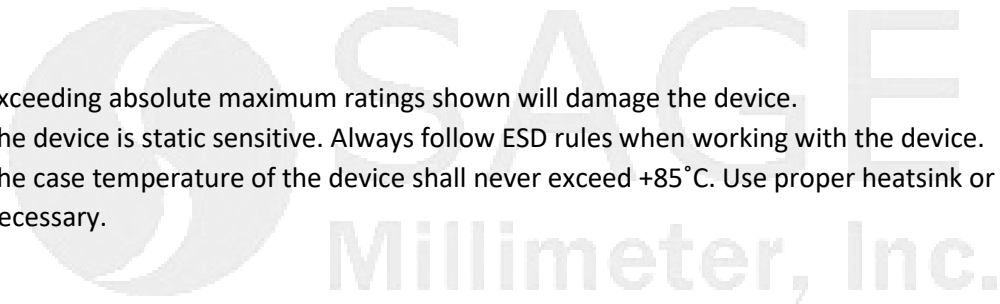 SAGE
Millimeter, Inc.
xceeding absolute maximum ratings shown will damage the device.
he device is static sensitive. Always follow ESD rules when working with the device.
he case temperature of the device shall never exceed +85˚C. Use proper heatsink or
ecessary.